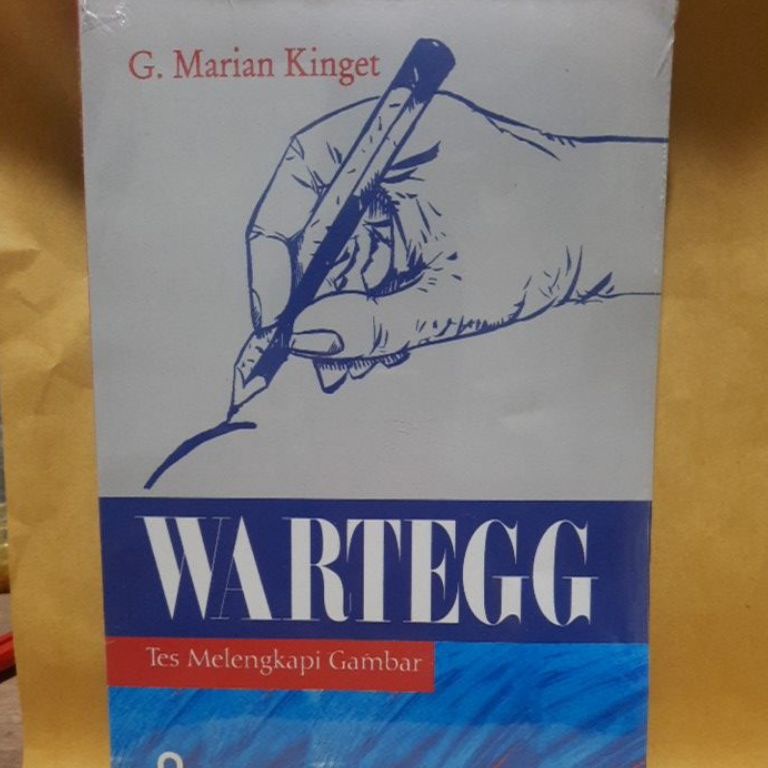 G. Marian Kinget
WARTEGG
Tes Melengkapi Gambar